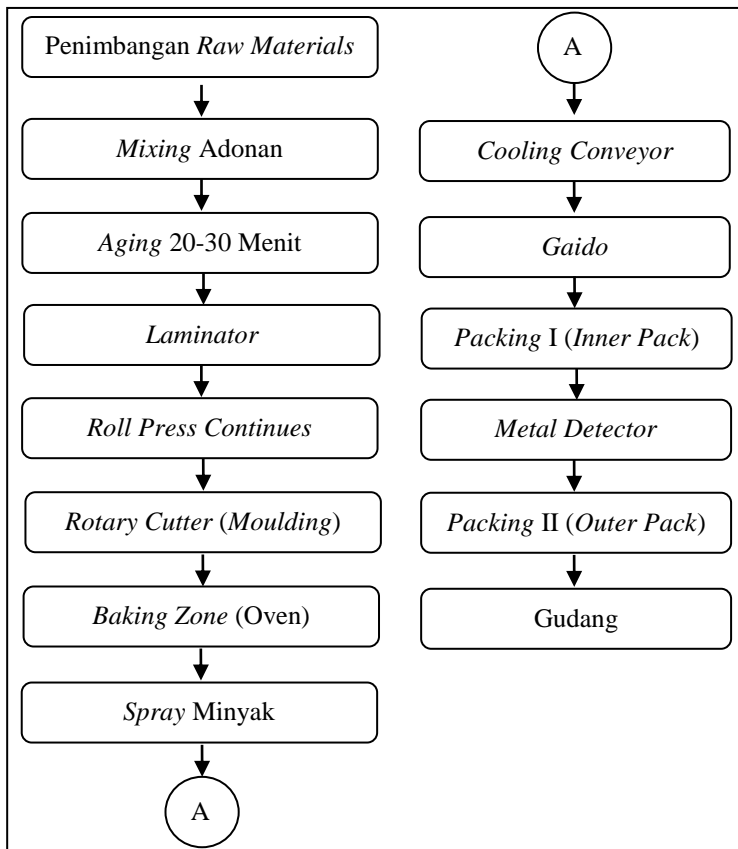 Penimbangan Raw Materials
Mixing Adonan
Aging 20-30 Menit
Laminator
Roll Press Continues
Rotary Cutter (Moulding)
Baking Zone (Oven)
Spray Minyak
A
A
Cooling Conveyor
Gaido
Packing I (Inner Pack)
Metal Detector
Packing II (Outer Pack)
Gudang